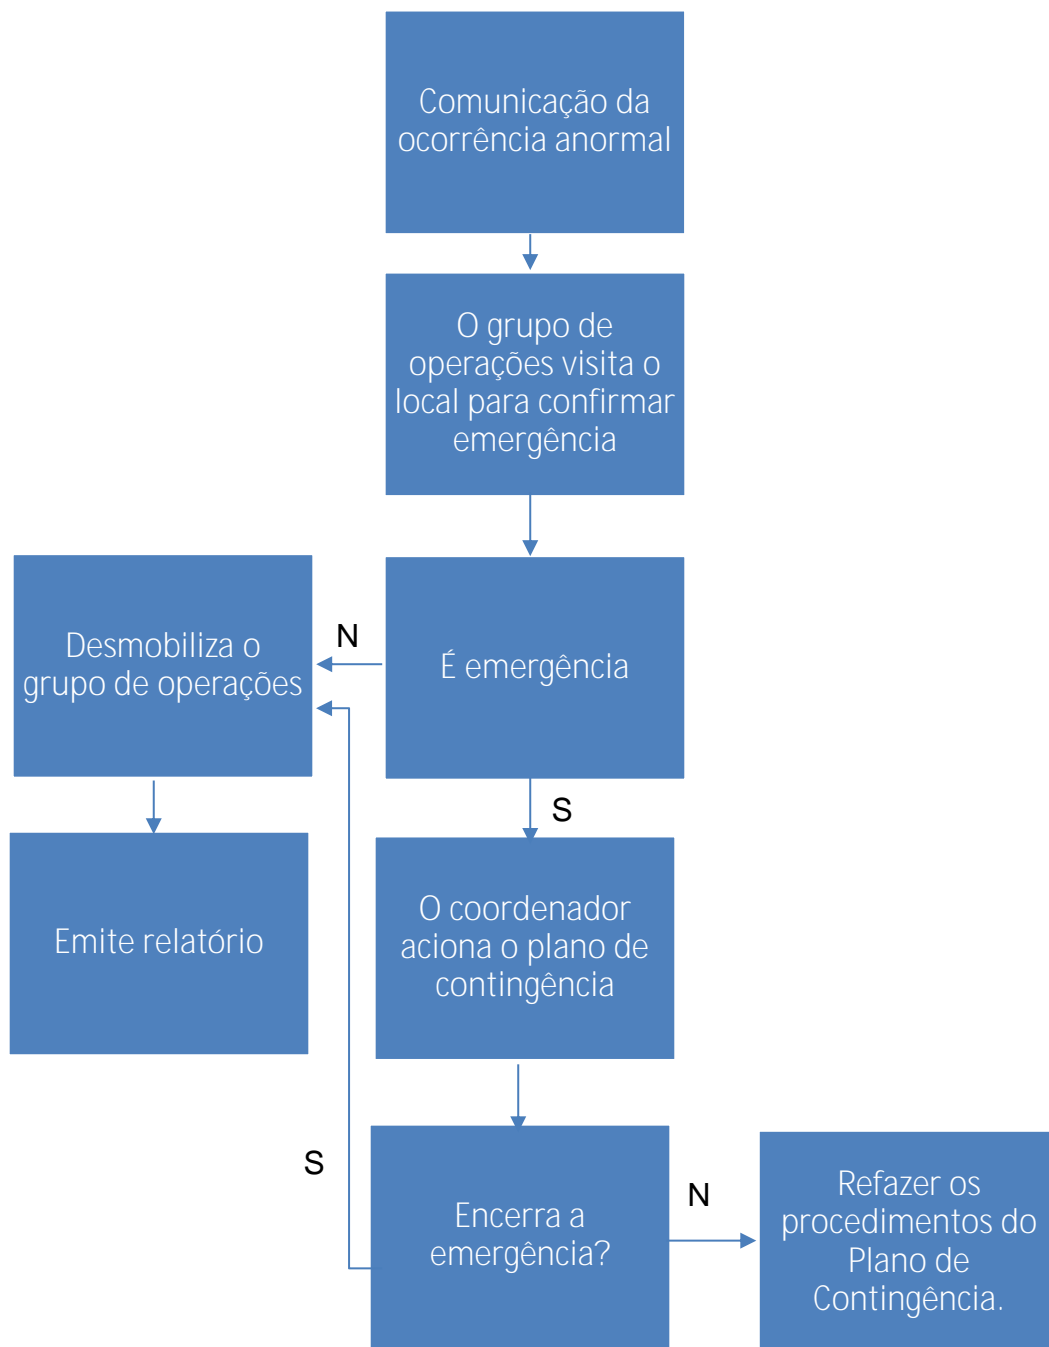 Comunicação da
ocorrência anormal
O grupo de
operações visita o
local para confirmar
emergência
Desmobiliza o
grupo de operações
N
É emergência
S
Emite relatório
O coordenador
aciona o plano de
contingência
S
Encerra a
emergência?
N
Refazer os
procedimentos do
Plano de
Contingência.